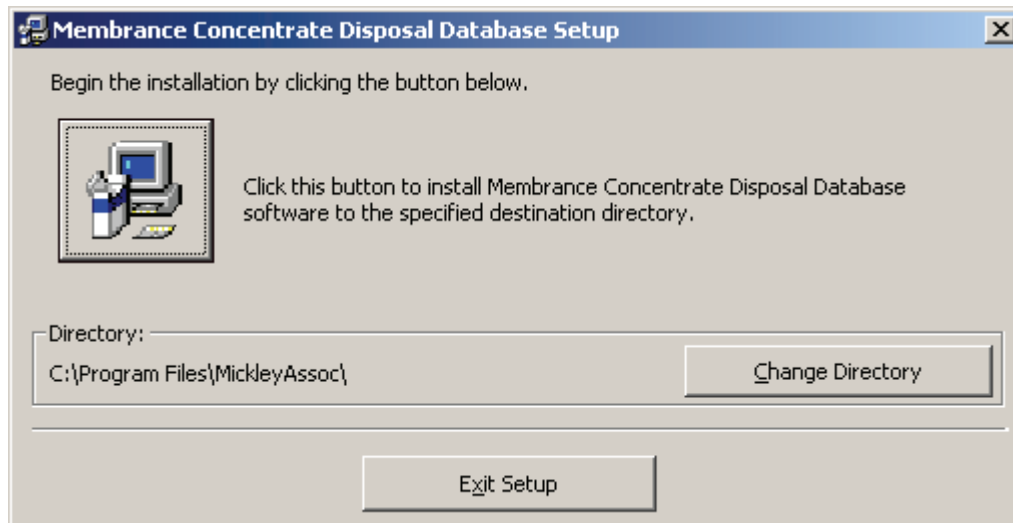 Membrance Concentrate Disposal Database Setup
Begin the installation by clicking the button below.
Click this button to install Membrance Concentrate Disposal Database
software to the specified destination directory.
Directory:
C:\Program Files\MickleyAssoc\
Change Directory
Exit Setup